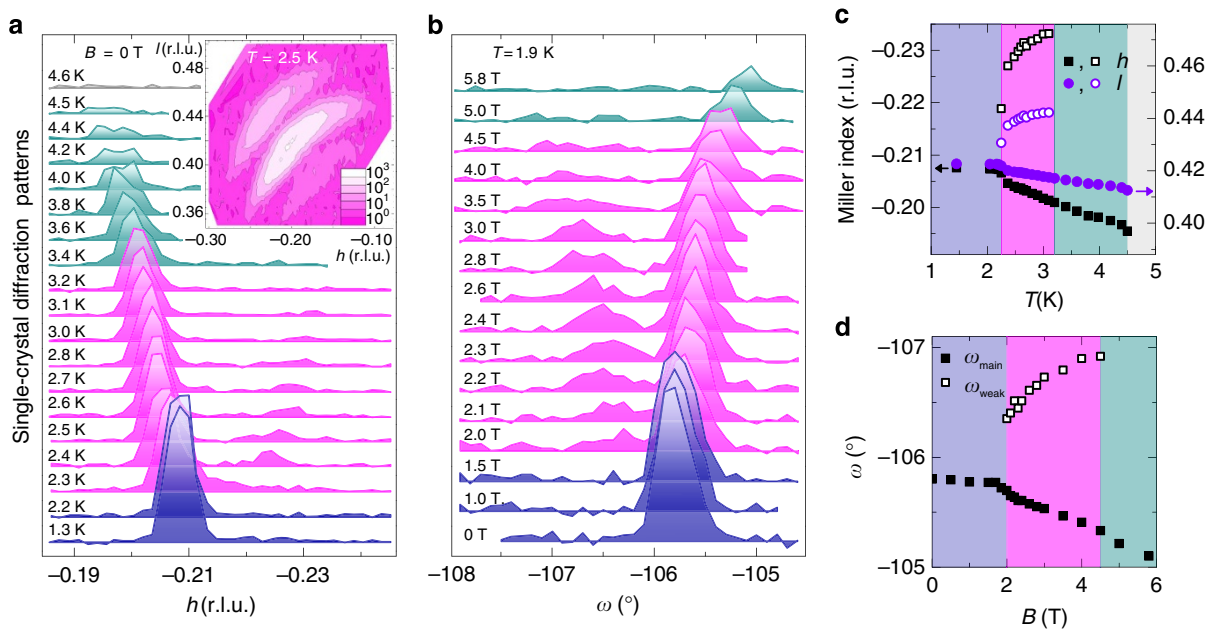 a
B = 0 T
l (r.l.u.)
T = 2.5 K
0.48
0.44
0.40
0.36
10³
10²
10¹
10⁰
−0.30
−0.20
−0.10
h (r.l.u.)
4.6 K
4.5 K
4.4 K
4.2 K
4.0 K
3.8 K
3.6 K
3.4 K
3.2 K
3.1 K
3.0 K
2.8 K
2.7 K
2.6 K
2.5 K
2.4 K
2.3 K
2.2 K
1.3 K
Single-crystal diffraction patterns
−0.19
−0.21
−0.23
h (r.l.u.)
b
T = 1.9 K
5.8 T
5.0 T
4.5 T
4.0 T
3.5 T
3.0 T
2.8 T
2.6 T
2.4 T
2.3 T
2.2 T
2.1 T
2.0 T
1.5 T
1.0 T
0 T
−108
−107
−106
−105
ω (°)
c
Miller index (r.l.u.)
−0.23
−0.22
−0.21
−0.20
, h
, l
0.46
0.44
0.42
0.40
1
2
3
4
5
T(K)
d
ω (°)
−107
−106
−105
ωmain
ωweak
0
2
4
6
B (T)